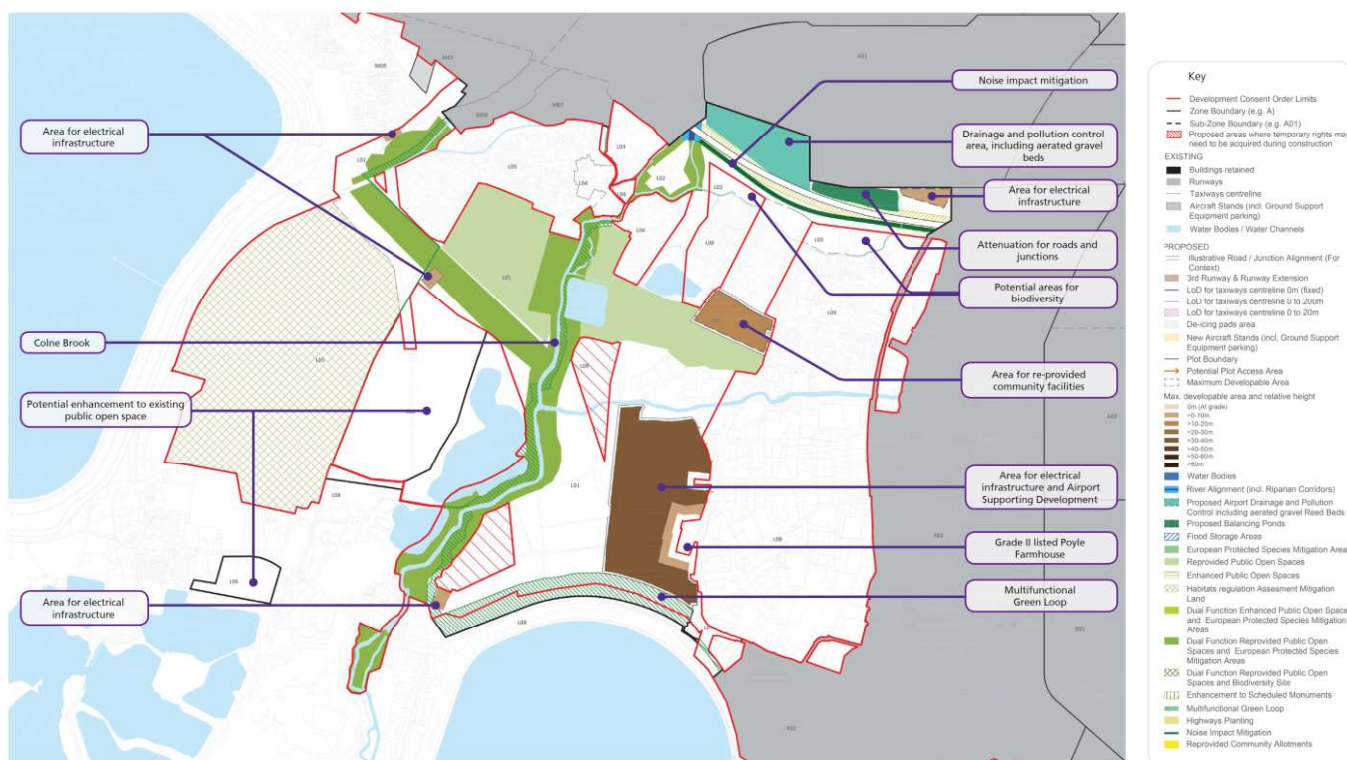 Area for electrical
infrastructure
Colne Brook
Potential enhancement to existing
public open space
Area for electrical
infrastructure
Noise impact mitigation
Drainage and pollution control
area, including aerated gravel
beds
Area for electrical
infrastructure
Attenuation for roads and
junctions
Potential areas for
biodiversity
Area for re-provided
community facilities
Area for electrical
infrastructure and Airport
Supporting Development
Grade II listed Poyle
Farmhouse
Multifunctional
Green Loop
Key
Development Consent Order Limits
Zone Boundary (e.g. A)
Sub-Zone Boundary (e.g. A01)
Proposed areas where temporary rights may
need to be acquired during construction
EXISTING
Buildings retained
Runways
Taxiways centreline
Aircraft Stands (incl. Ground Support
Equipment parking)
Water Bodies / Water Channels
PROPOSED
Illustrative Road / Junction Alignment (For
Context)
3rd Runway & Runway Extension
LoD for taxiways centreline 0m (fixed)
LoD for taxiways centreline 0 to 200m
LoD for taxiways centreline 0 to 20m
De-icing pads area
New Aircraft Stands (incl. Ground Support
Equipment parking)
Plot Boundary
Potential Plot Access Area
Maximum Developable Area
Max. developable area and relative height
0m (At grade)
>0-10m
>10-20m
>20-30m
>30-40m
>40-50m
>50-60m
>60m
Water Bodies
River Alignment (incl. Riparian Corridors)
Proposed Airport Drainage and Pollution
Control including aerated gravel Reed Beds
Proposed Balancing Ponds
Flood Storage Areas
European Protected Species Mitigation Area
Reprovided Public Open Spaces
Enhanced Public Open Spaces
Habitats regulation Assesment Mitigation
Land
Dual Function Enhanced Public Open Space
and European Protected Species Mitigation
Areas
Dual Function Reprovided Public Open
Spaces and European Protected Species
Mitigation Areas
Dual Function Reprovided Public Open
Spaces and Biodiversity Site
Enhancement to Scheduled Monuments
Multifunctional Green Loop
Highways Planting
Noise Impact Mitigation
Reprovided Community Allotments